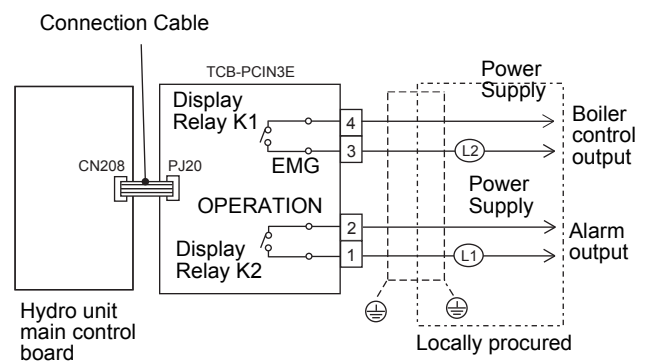 Connection Cable
TCB-PCIN3E
Power
Supply
Display
Relay K1
4
Boiler
control
output
3
L2
EMG
CN208
PJ20
Power
Supply
OPERATION
2
Alarm
output
Display
Relay K2
1
L1
Hydro unit
main control
board
Locally procured